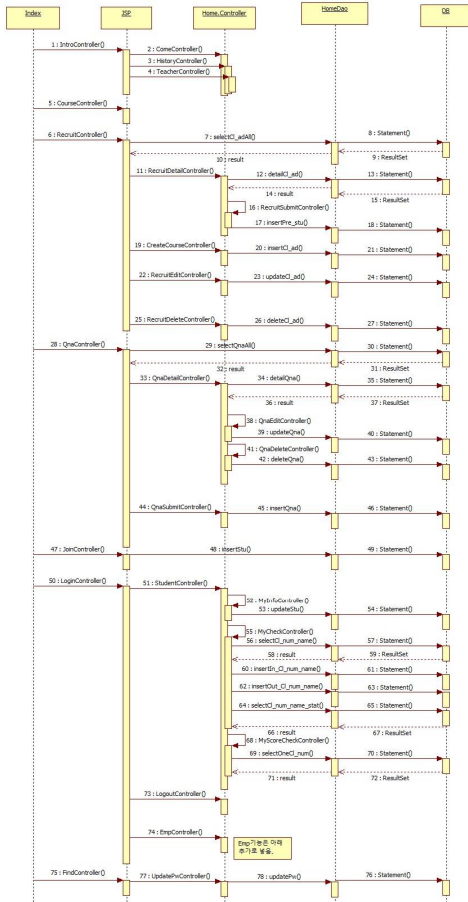 Index
JSP
Home.Controller
HomeDao
DB
1 : IntroController()
2 : ComeController()
3 : HistoryController()
4 : TeacherController()
5 : CourseController()
6 : RecruitController()
7 : selectCl_adAll()
8 : Statement()
9 : ResultSet
10 : result
11 : RecruitDetailController()
12 : detailCl_ad()
13 : Statement()
14 : result
15 : ResultSet
16 : RecruitSubmitController()
17 : insertPre_stu()
18 : Statement()
19 : CreateCourseController()
20 : insertCl_ad()
21 : Statement()
22 : RecruitEditController()
23 : updateCl_ad()
24 : Statement()
25 : RecruitDeleteController()
26 : deleteCl_ad()
27 : Statement()
28 : QnaController()
29 : selectQnaAll()
30 : Statement()
31 : ResultSet
32 : result
33 : QnaDetailController()
34 : detailQna()
35 : Statement()
36 : result
37 : ResultSet
38 : QnaEditController()
39 : updateQna()
40 : Statement()
41 : QnaDeleteController()
42 : deleteQna()
43 : Statement()
44 : QnaSubmitController()
45 : insertQna()
46 : Statement()
47 : JoinController()
48 : insertStu()
49 : Statement()
50 : LoginController()
51 : StudentController()
52 : MyInfoController()
53 : updateStu()
54 : Statement()
55 : MyCheckController()
56 : selectCl_num_name()
57 : Statement()
58 : result
59 : ResultSet
60 : insertIn_Cl_num_name()
61 : Statement()
62 : insertOut_Cl_num_name()
63 : Statement()
64 : selectCl_num_name_stat()
65 : Statement()
66 : result
67 : ResultSet
68 : MyScoreCheckController()
69 : selectOneCl_num()
70 : Statement()
71 : result
72 : ResultSet
73 : LogoutController()
74 : EmpController()
Emp기능은 아래
추가로 넣음.
75 : FindController()
77 : UpdatePwController()
78 : updatePw()
76 : Statement()